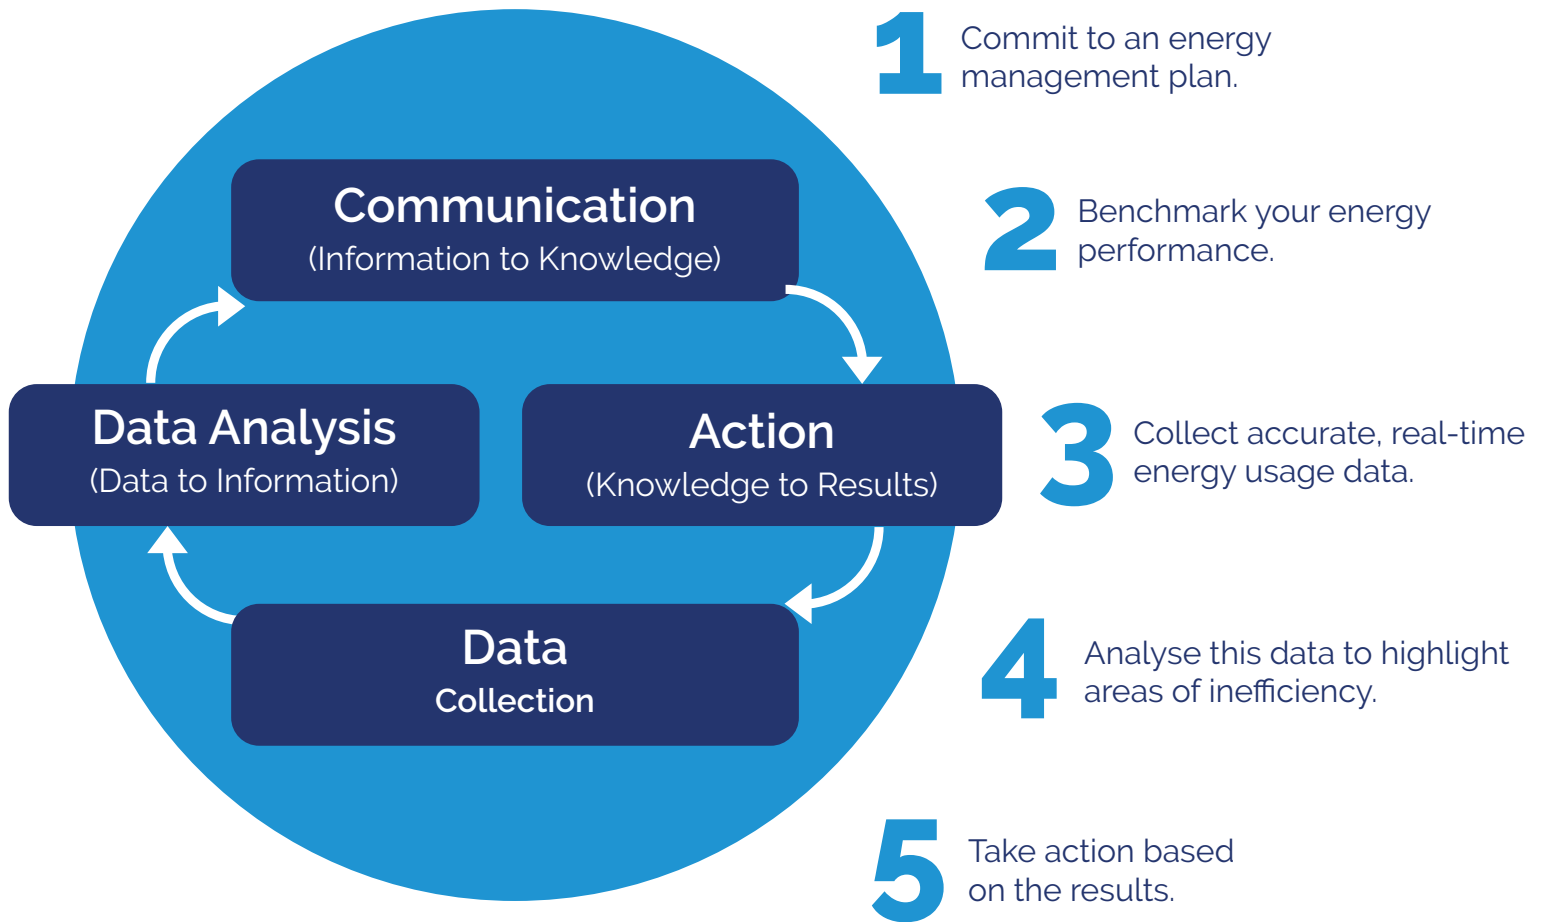 Communication
(Information to Knowledge)
Data Analysis
(Data to Information)
Action
(Knowledge to Results)
Data
Collection
1
Commit to an energy
management plan.
2
Benchmark your energy
performance.
3
Collect accurate, real-time
energy usage data.
4
Analyse this data to highlight
areas of inefficiency.
5
Take action based
on the results.